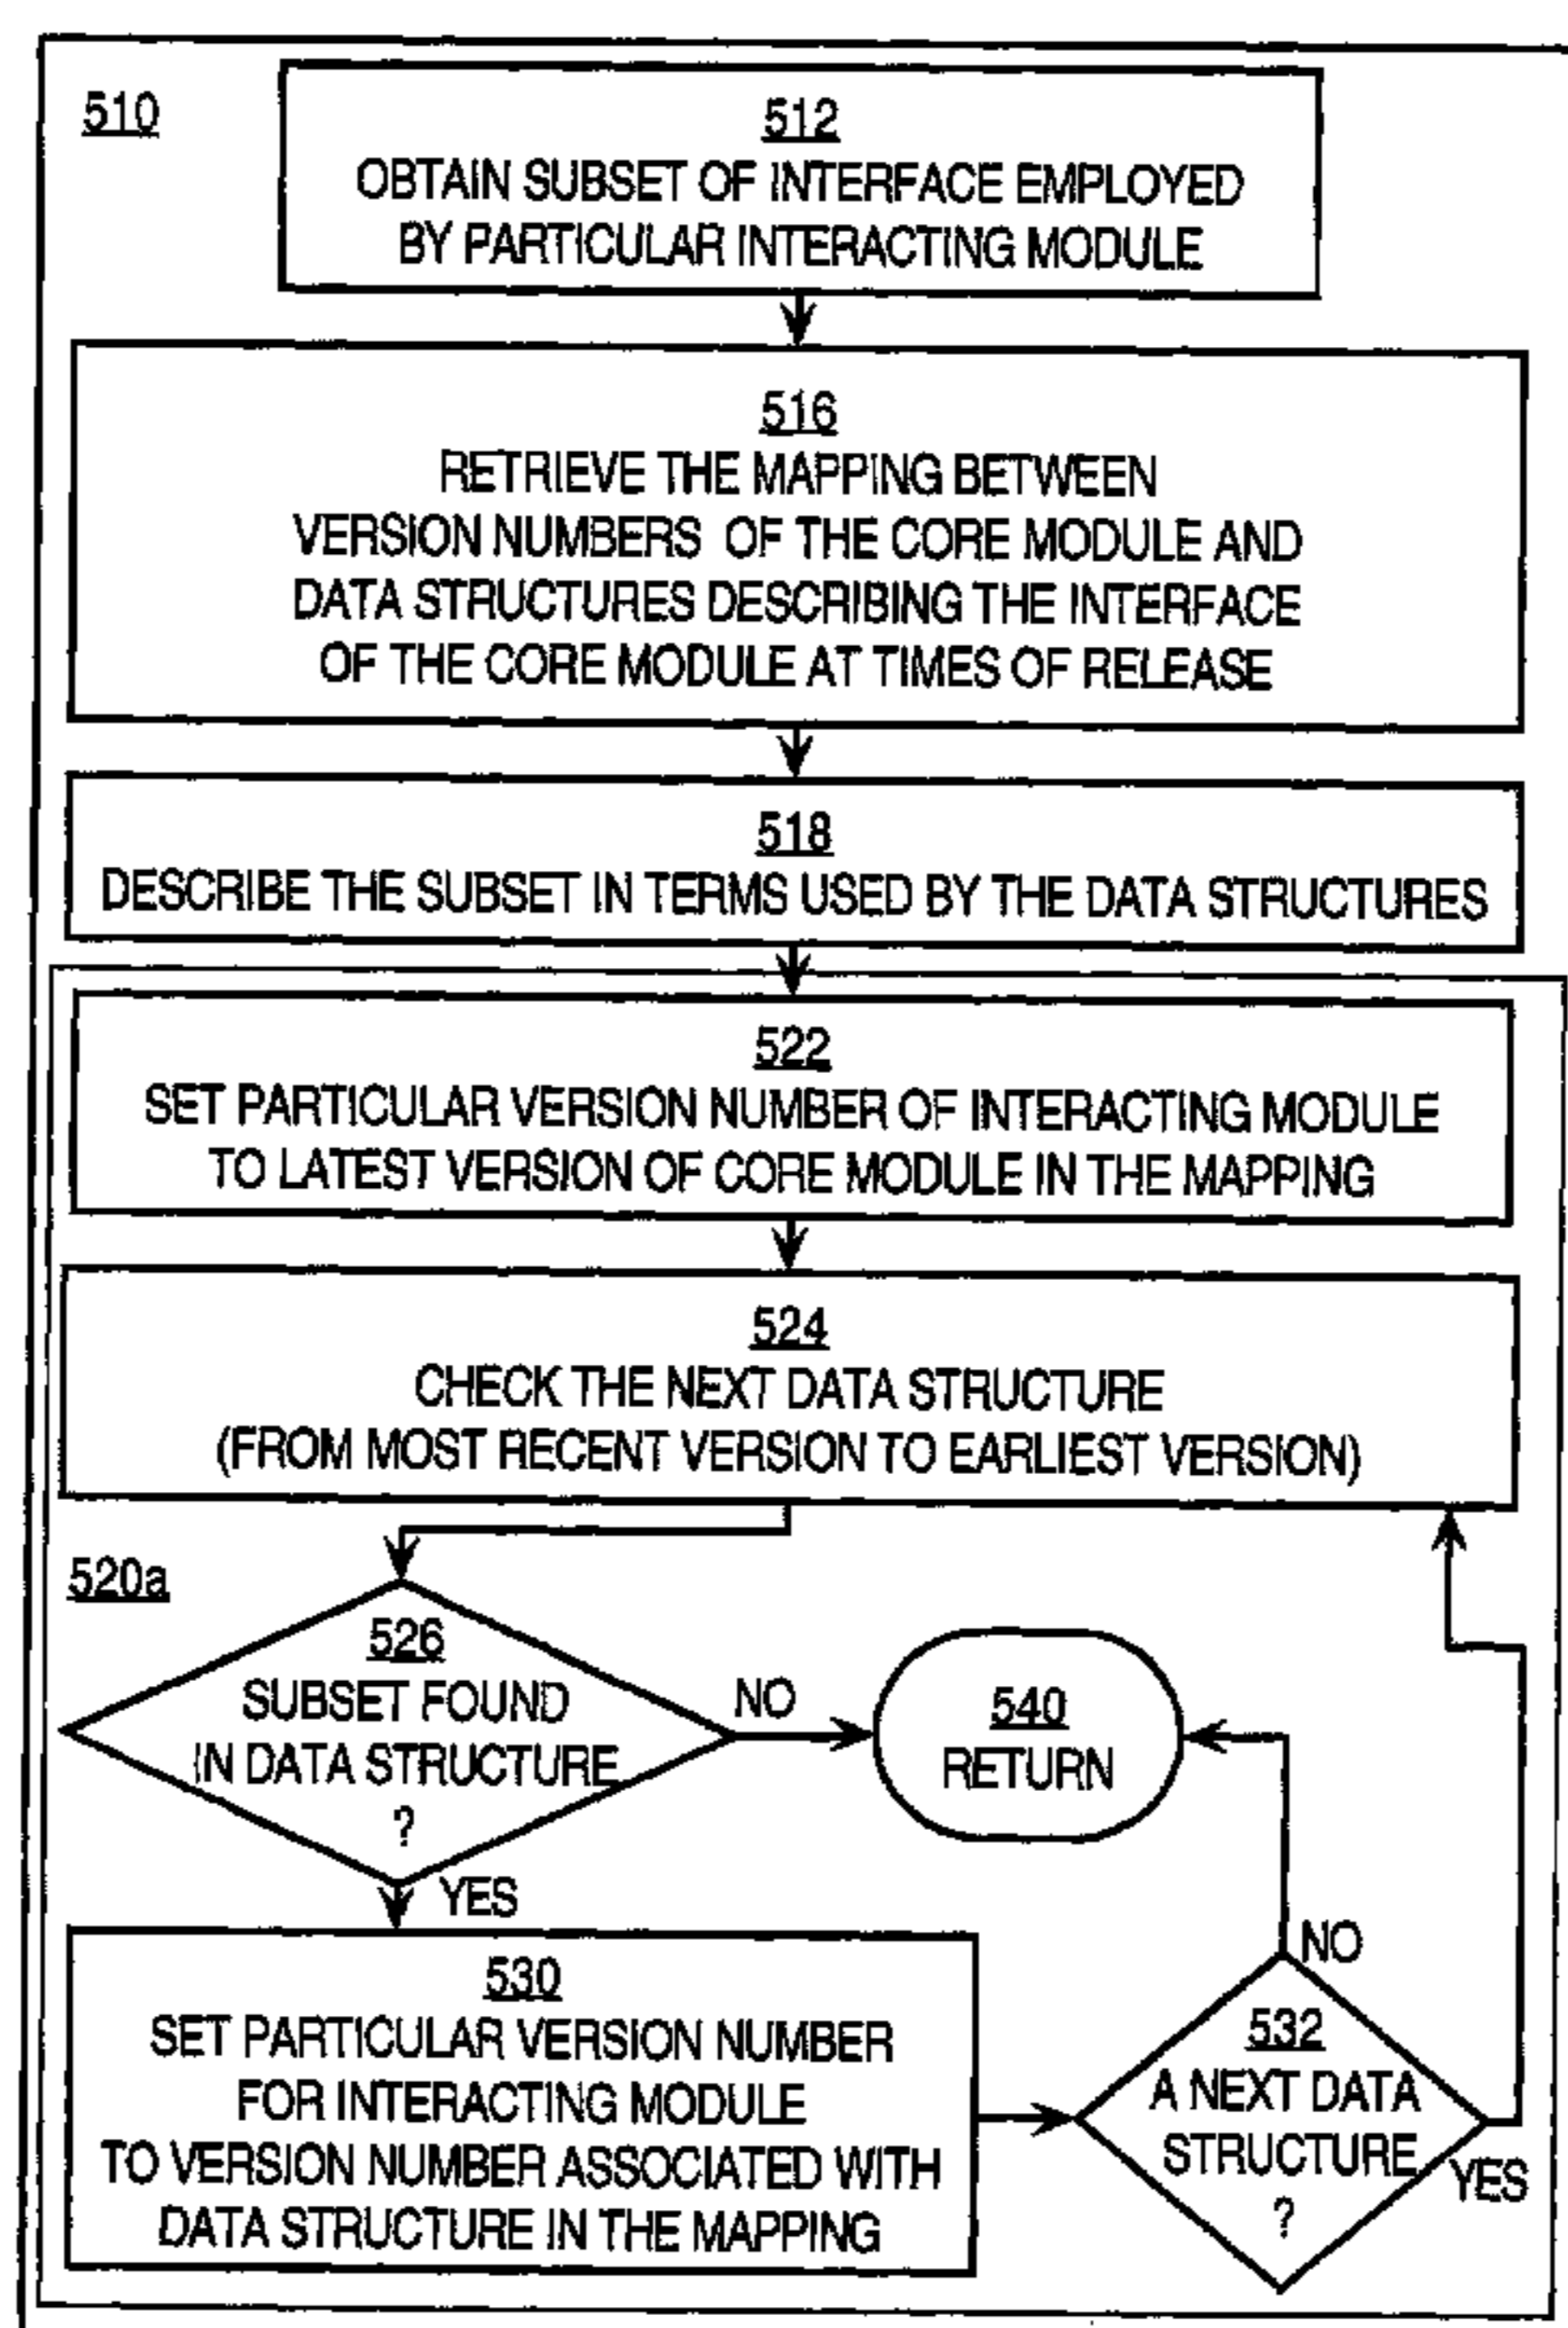 510
512
OBTAIN SUBSET OF INTERFACE EMPLOYED
BY PARTICULAR INTERACTING MODULE
516
RETRIEVE THE MAPPING BETWEEN
VERSION NUMBERS OF THE CORE MODULE AND
DATA STRUCTURES DESCRIBING THE INTERFACE
OF THE CORE MODULE AT TIMES OF RELEASE
518
DESCRIBE THE SUBSET IN TERMS USED BY THE DATA STRUCTURES
522
SET PARTICULAR VERSION NUMBER OF INTERACTING MODULE
TO LATEST VERSION OF CORE MODULE IN THE MAPPING
524
CHECK THE NEXT DATA STRUCTURE
(FROM MOST RECENT VERSION TO EARLIEST VERSION)
520a
526
SUBSET FOUND
IN DATA STRUCTURE
?
NO
540
RETURN
YES
530
SET PARTICULAR VERSION NUMBER
FOR INTERACTING MODULE
TO VERSION NUMBER ASSOCIATED WITH
DATA STRUCTURE IN THE MAPPING
NO
532
A NEXT DATA
STRUCTURE
?
YES